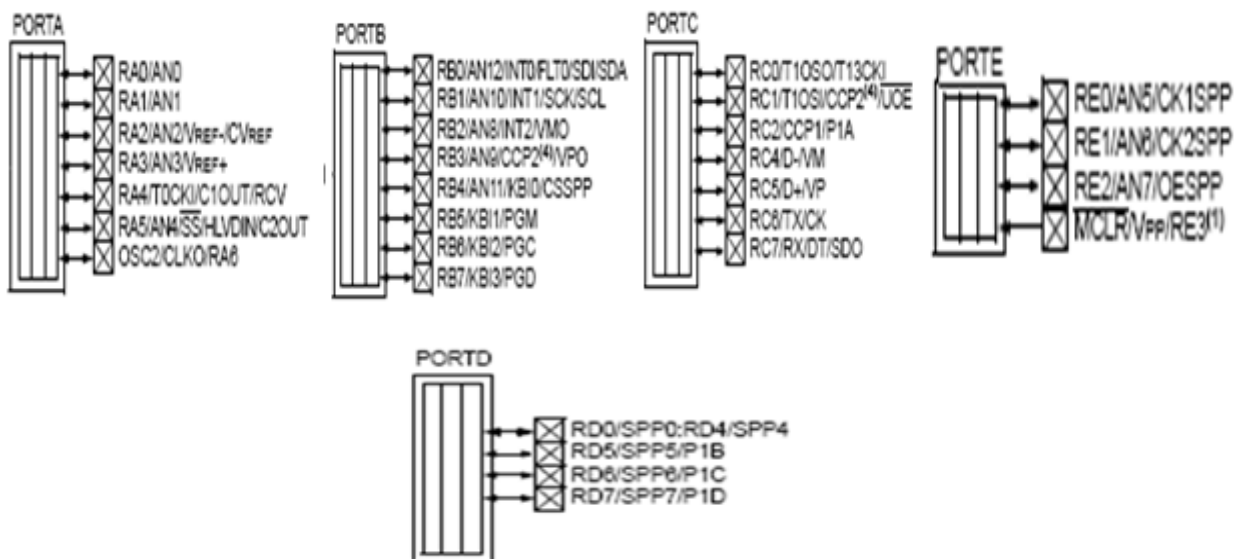 PORTA
RA0/AN0
RA1/AN1
RA2/AN2/VREF-/CVREF
RA3/AN3/VREF+
RA4/T0CKI/C1OUT/RCV
RA5/AN4/SS/HLVDIN/C2OUT
OSC2/CLKO/RA6
PORTB
RB0/AN12/INT0/FLT0/SDI/SDA
RB1/AN10/INT1/SCK/SCL
RB2/AN8/INT2/VMO
RB3/AN9/CCP2(4)/VPO
RB4/AN11/KBI0/CSSPP
RB5/KBI1/PGM
RB6/KBI2/PGC
RB7/KBI3/PGD
PORTC
RC0/T1OSO/T13CKI
RC1/T1OSI/CCP2(4)/UOE
RC2/CCP1/P1A
RC4/D-/VM
RC5/D+/VP
RC6/TX/CK
RC7/RX/DT/SDO
PORTE
RE0/AN5/CK1SPP
RE1/AN6/CK2SPP
RE2/AN7/OESPP
MCLR/VPP/RE3(1)
PORTD
RD0/SPP0:RD4/SPP4
RD5/SPP5/P1B
RD6/SPP6/P1C
RD7/SPP7/P1D